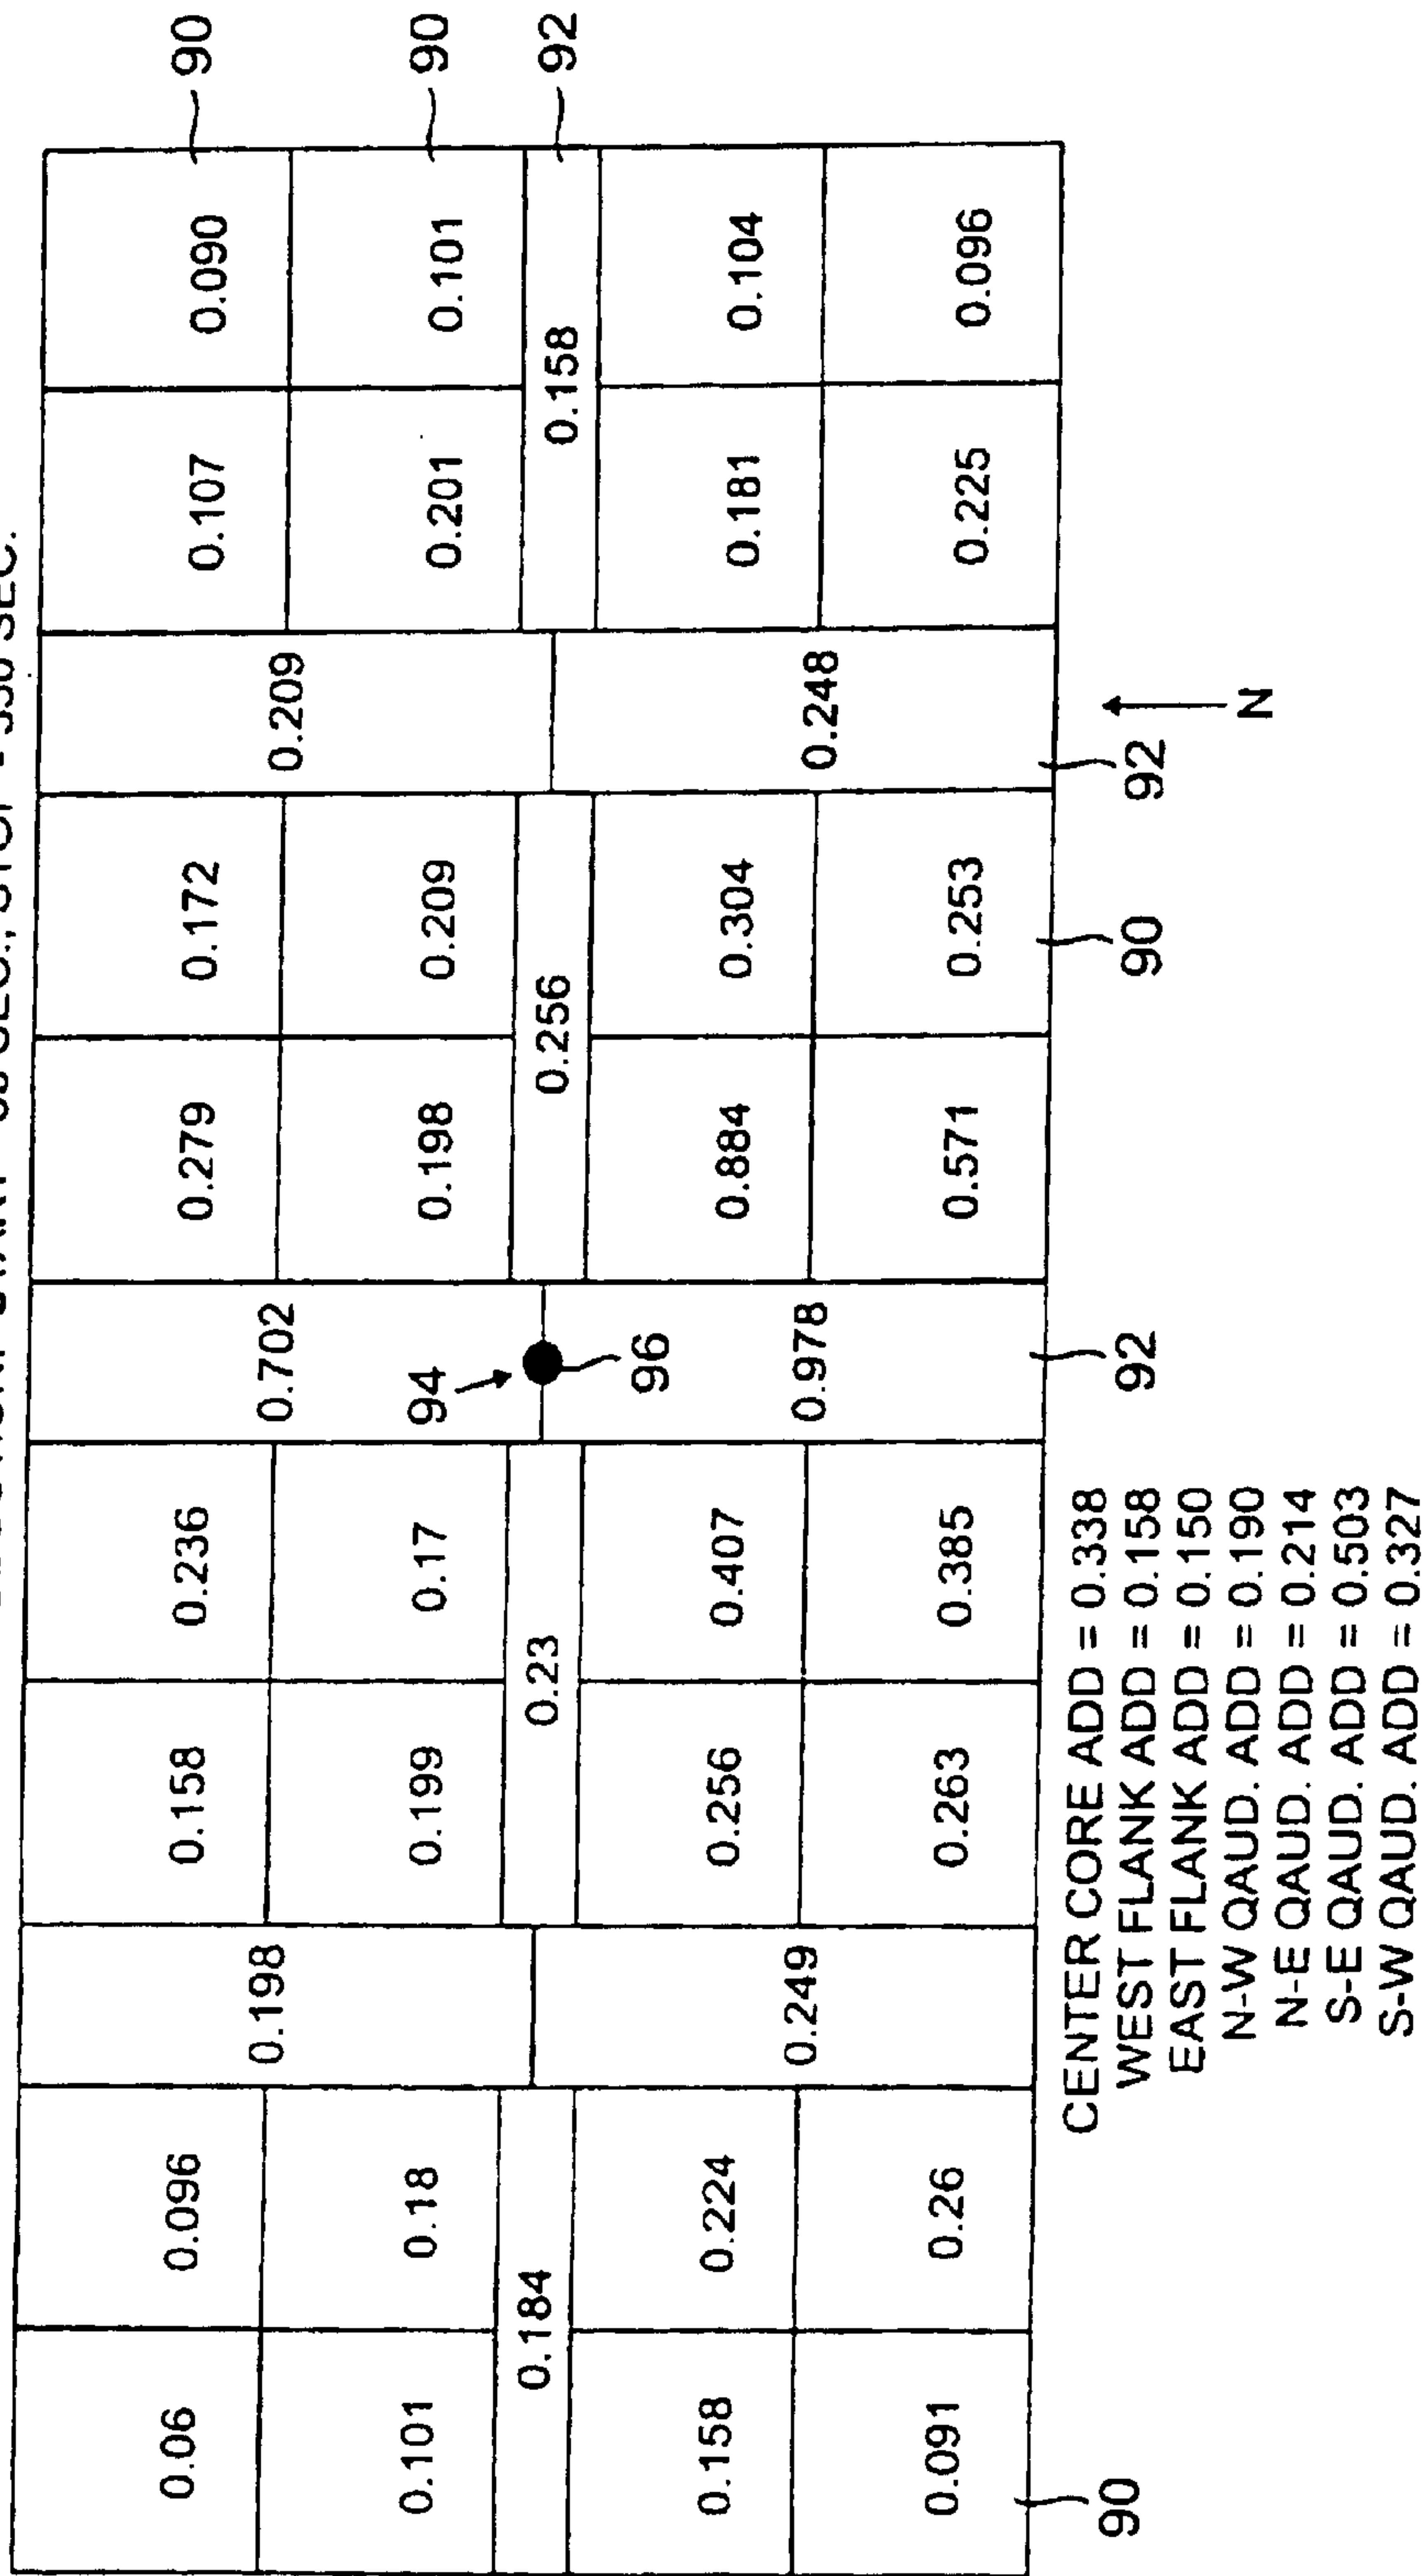 START SEC., STOP - SEC.
0.06 0.096 0.158 0.236 0.279 0.172 0.107 0.090 90
0.198 0.702 0.209
0.101 0.18 0.199 0.17 0.198 0.209 0.201 0.101 90
94
0.184 0.23 0.256 0.158 92
96
0.158 0.224 0.256 0.407 0.884 0.304 0.181 0.104
0.249 0.978 0.248
0.091 0.26 0.263 0.385 0.571 0.253 0.225 0.096
90 92 90 92 N
CENTER CORE ADD = 0.338
WEST FLANK ADD = 0.158
EAST FLANK ADD = 0.150
N-W QAUD. ADD = 0.190
N-E QAUD. ADD = 0.214
S-E QAUD. ADD = 0.503
S-W QAUD. ADD = 0.327